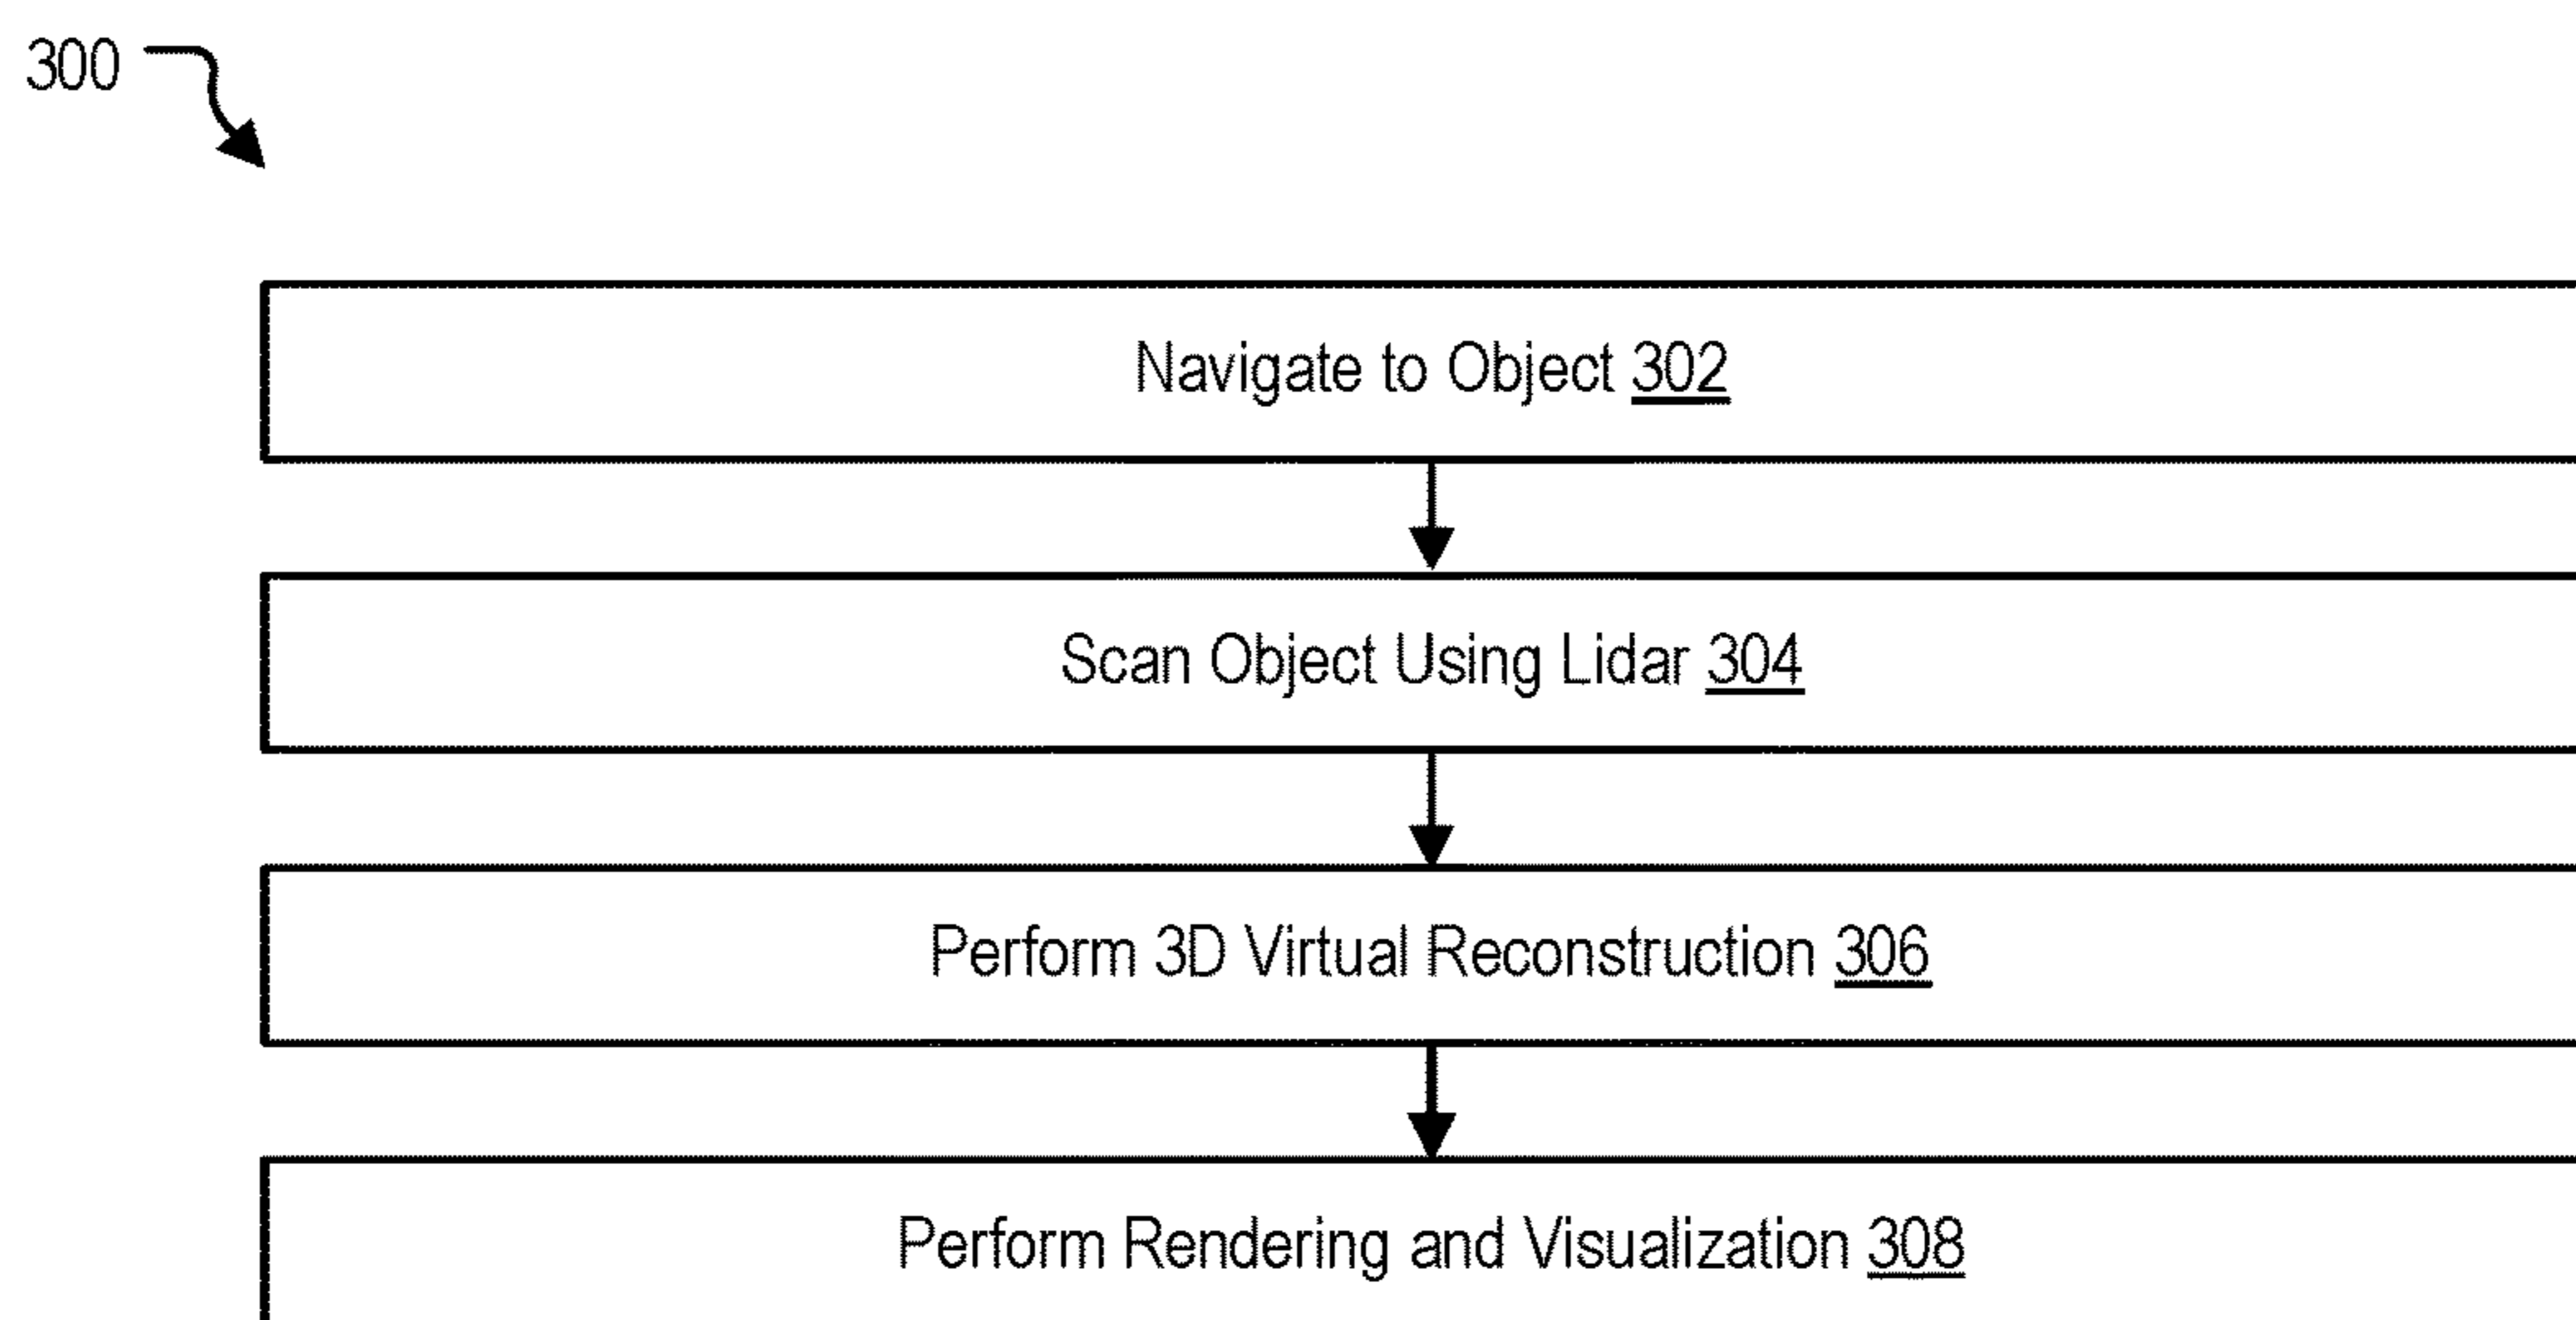 300
Navigate to Object 302
Scan Object Using Lidar 304
Perform 3D Virtual Reconstruction 306
Perform Rendering and Visualization 308